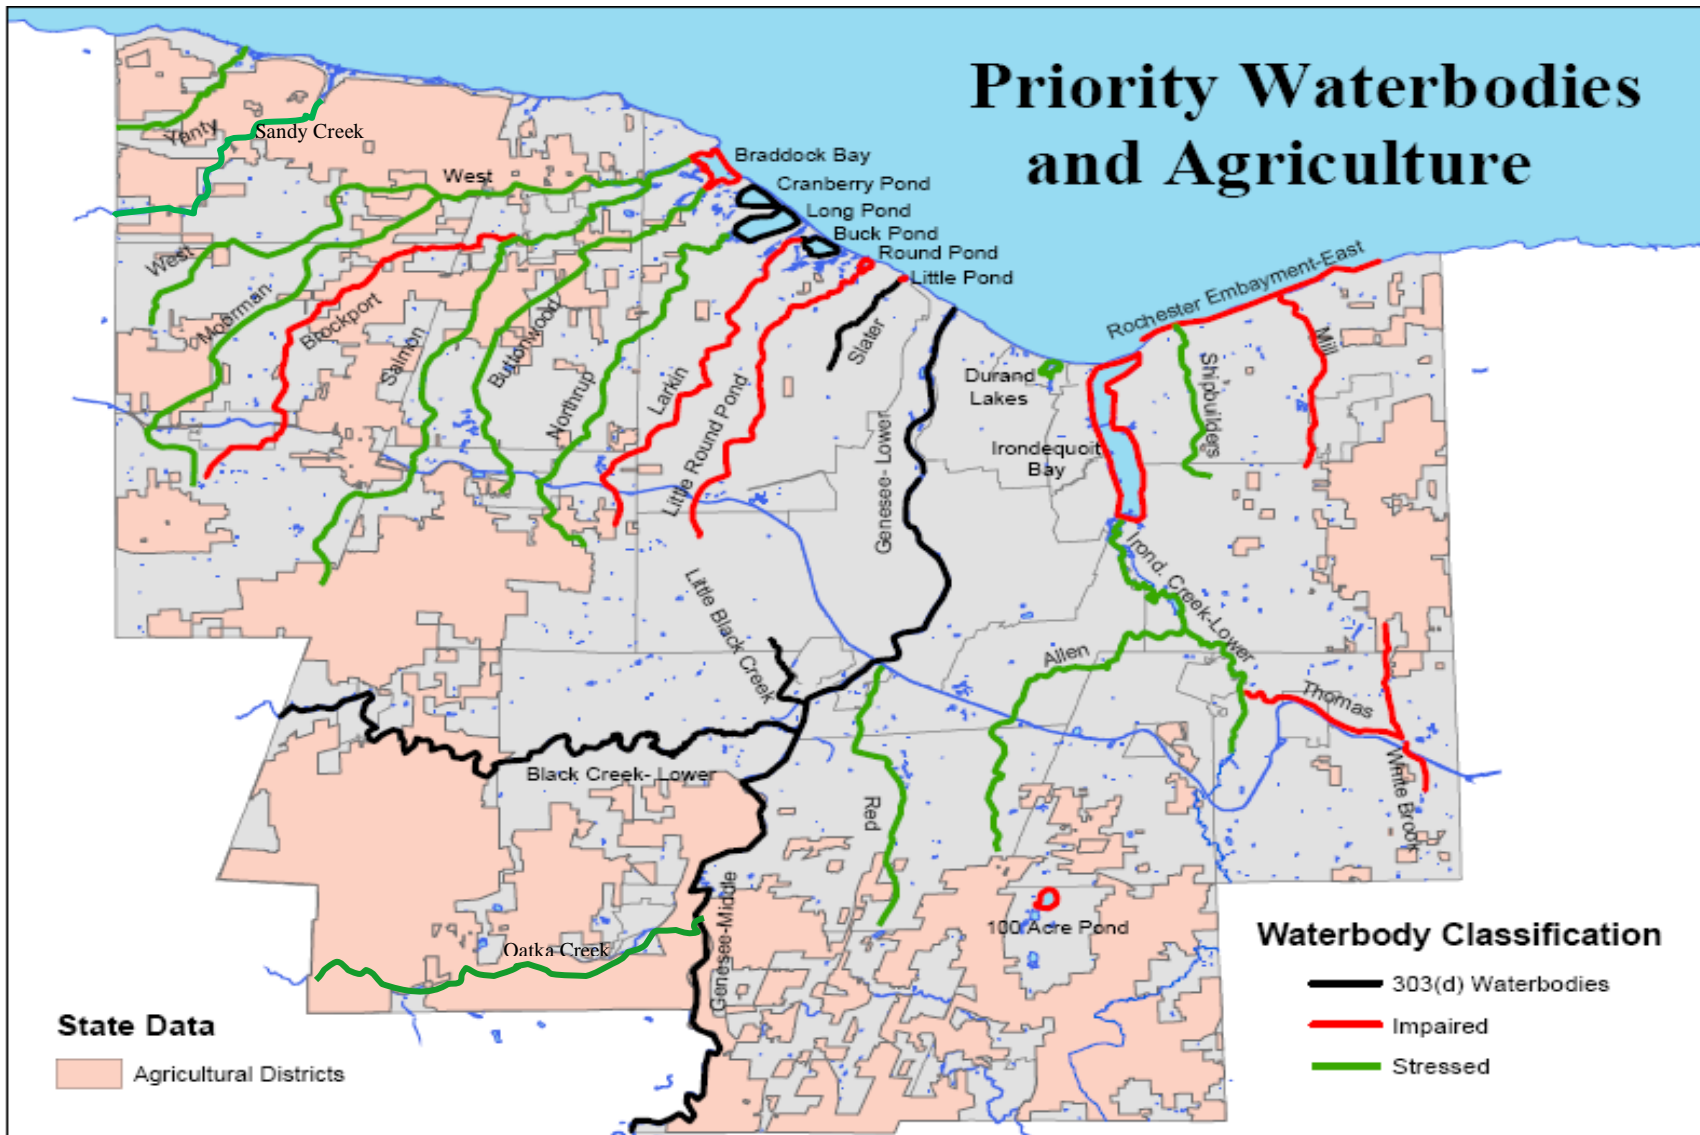 Priority Waterbodies
and Agriculture
Yanty
Sandy Creek
West
Braddock Bay
Cranberry Pond
Long Pond
Buck Pond
Round Pond
Little Pond
West
Moorman
Brockport
Salmon
Buttonwood
Northrup
Larkin
Little Round Pond
Slater
Genesee- Lower
Durand
Lakes
Irondequoit
Bay
Rochester Embayment-East
Shipbuilders
Mill
Irond. Creek-Lower
Little Black Creek
Allen
Thomas
White Brook
Black Creek- Lower
Red
Genesee-Middle
100 Acre Pond
Oatka Creek
State Data
Agricultural Districts
Waterbody Classification
303(d) Waterbodies
Impaired
Stressed